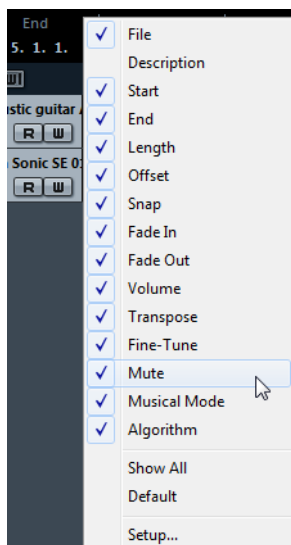 End
5. 1. 1.
W
stic guitar
R W
Sonic SE 0
R W
File
Description
Start
End
Length
Offset
Snap
Fade In
Fade Out
Volume
Transpose
Fine-Tune
Mute
Musical Mode
Algorithm
Show All
Default
Setup...